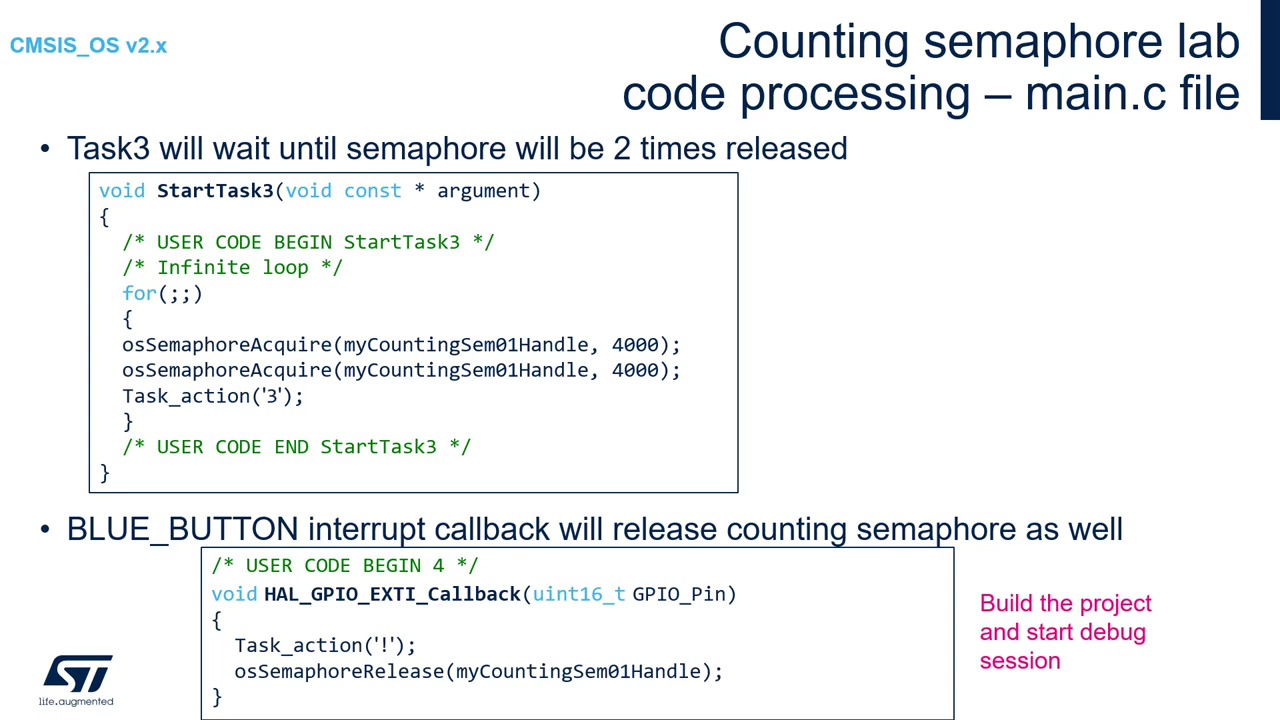 CMSIS_OS v2.x
Counting semaphore lab
code processing – main.c file
• Task3 will wait until semaphore will be 2 times released
void StartTask3(void const * argument)
{
/* USER CODE BEGIN StartTask3 */
/* Infinite loop */
for(;;)
{
osSemaphoreAcquire(myCountingSem01Handle, 4000);
osSemaphoreAcquire(myCountingSem01Handle, 4000);
Task_action('3');
}
/* USER CODE END StartTask3 */
}
• BLUE_BUTTON interrupt callback will release counting semaphore as well
/* USER CODE BEGIN 4 */
void HAL_GPIO_EXTI_Callback(uint16_t GPIO_Pin)
{
Task_action('!');
osSemaphoreRelease(myCountingSem01Handle);
}
Build the project
and start debug
session
ST
life.augmented